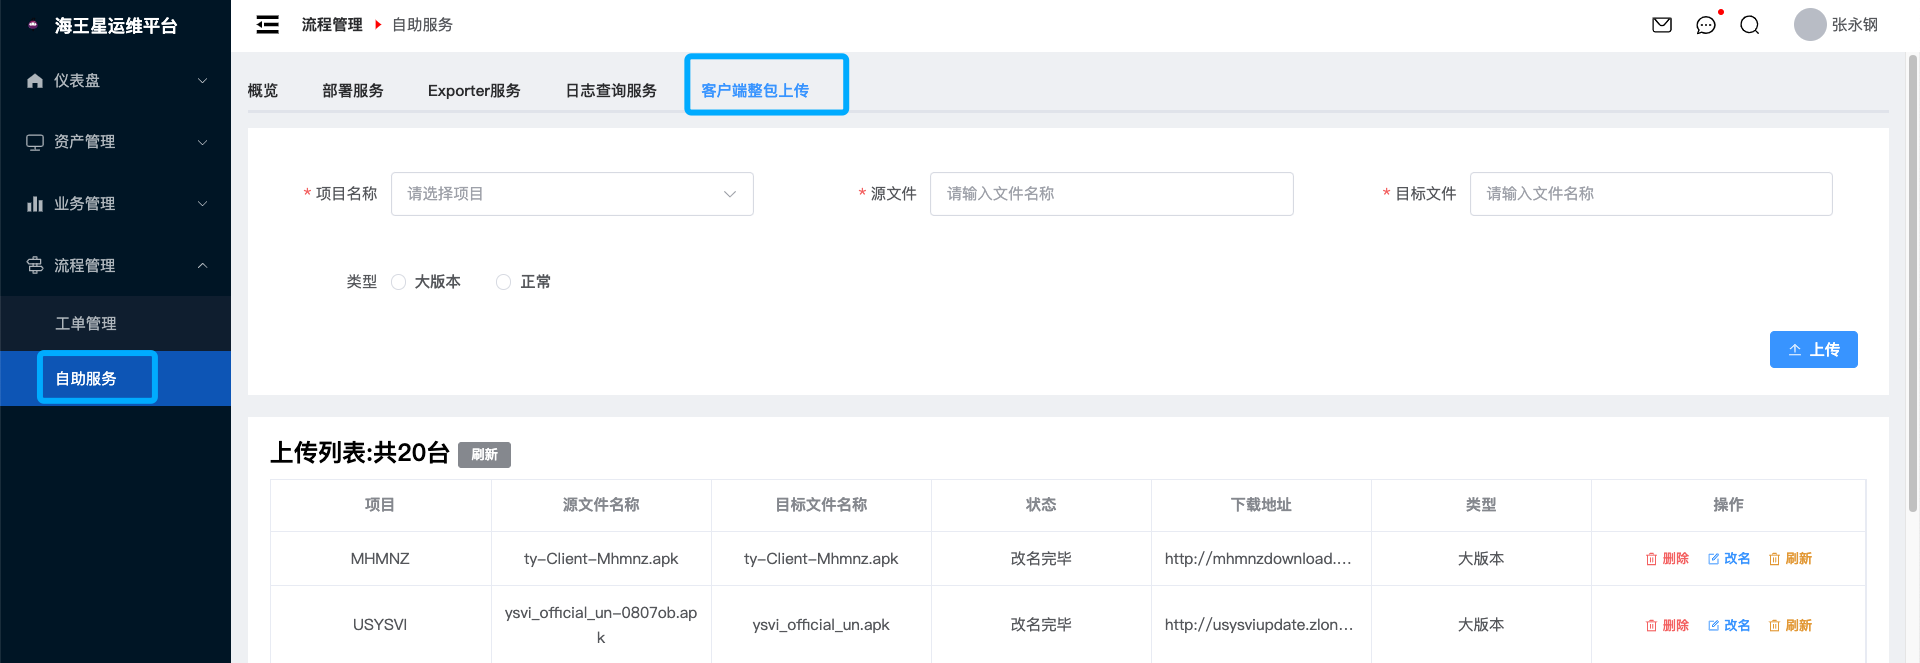 海王星运维平台
仪表盘
资产管理
业务管理
流程管理
工单管理
自助服务
流程管理 自助服务
张永钢
概览 部署服务 Exporter服务 日志查询服务 客户端整包上传
* 项目名称 请选择项目 * 源文件 请输入文件名称 * 目标文件 请输入文件名称
类型 大版本 正常
上传
上传列表:共20台 刷新
项目 源文件名称 目标文件名称 状态 下载地址 类型 操作
MHMNZ ty-Client-Mhmnz.apk ty-Client-Mhmnz.apk 改名完毕 http://mhmnzdownload.... 大版本 删除 改名 刷新
USYSVI ysvi_official_un-0807ob.ap
k ysvi_official_un.apk 改名完毕 http://usysviupdate.zlon... 大版本 删除 改名 刷新